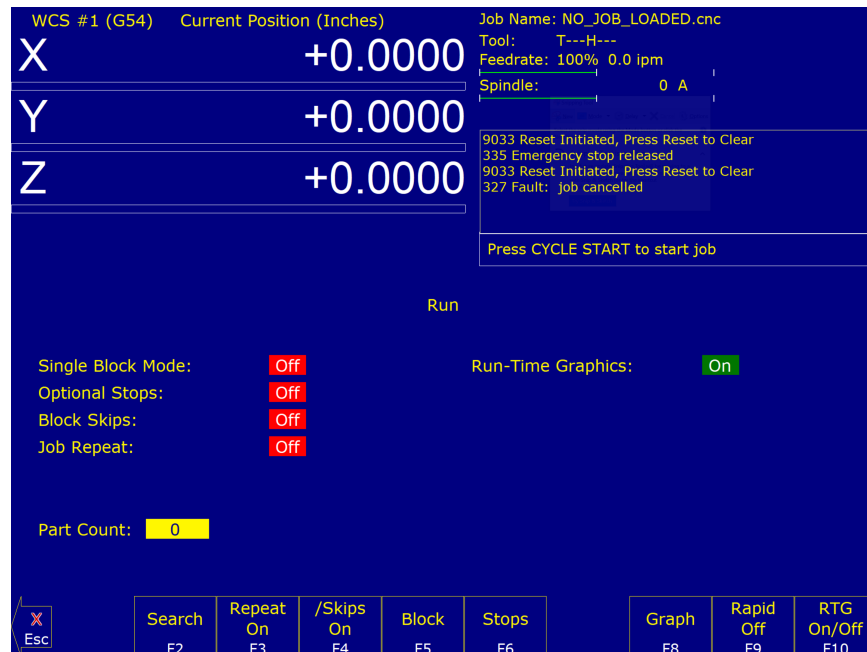 WCS #1 (G54) Current Position (Inches)
X +0.0000
Y +0.0000
Z +0.0000
Job Name: NO_JOB_LOADED.cnc
Tool: T---H---
Feedrate: 100% 0.0 ipm
Spindle: 0 A
9033 Reset Initiated, Press Reset to Clear
335 Emergency stop released
9033 Reset Initiated, Press Reset to Clear
327 Fault: job cancelled
Press CYCLE START to start job
Run
Single Block Mode: Off
Optional Stops: Off
Block Skips: Off
Job Repeat: Off
Run-Time Graphics: On
Part Count: 0
X
Esc
Search
F2
Repeat
On
F3
/Skips
On
F4
Block
F5
Stops
F6
Graph
F8
Rapid
Off
F9
RTG
On/Off
F10